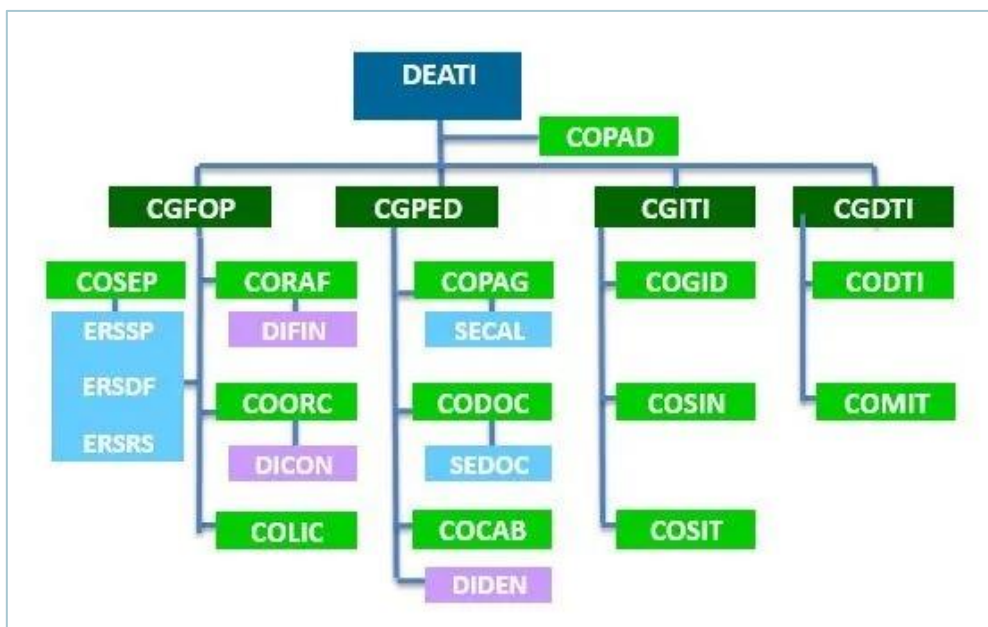 DEATI
COPAD
CGFOP
CGPED
CGITI
CGDTI
COSEP
CORAF
COPAG
COGID
CODTI
ERSSP
DIFIN
SECAL
ERSDF
COORC
CODOC
COSIN
COMIT
ERSRS
DICON
SEDOC
COLIC
COCAB
COSIT
DIDEN